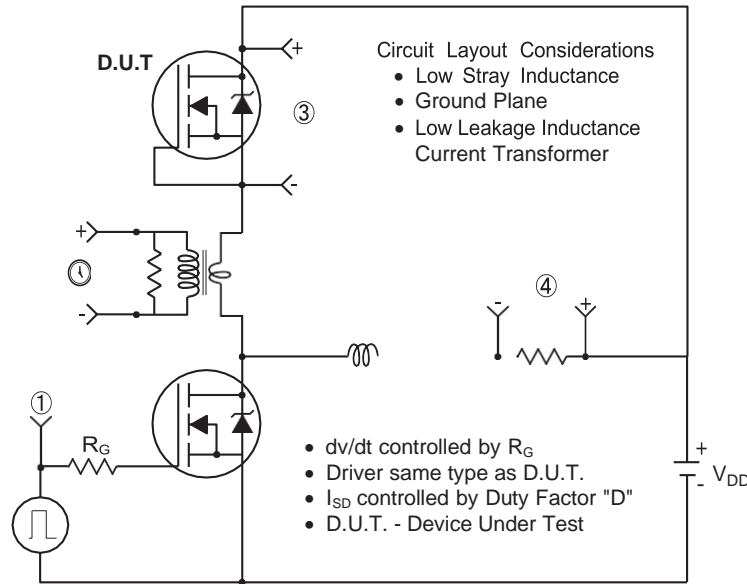 D.U.T
+
③
-
Circuit Layout Considerations
• Low Stray Inductance
• Ground Plane
• Low Leakage Inductance
Current Transformer
+
-
-
④
+
①
RG
• dv/dt controlled by RG
• Driver same type as D.U.T.
• ISD controlled by Duty Factor "D"
• D.U.T. - Device Under Test
+
-
VDD